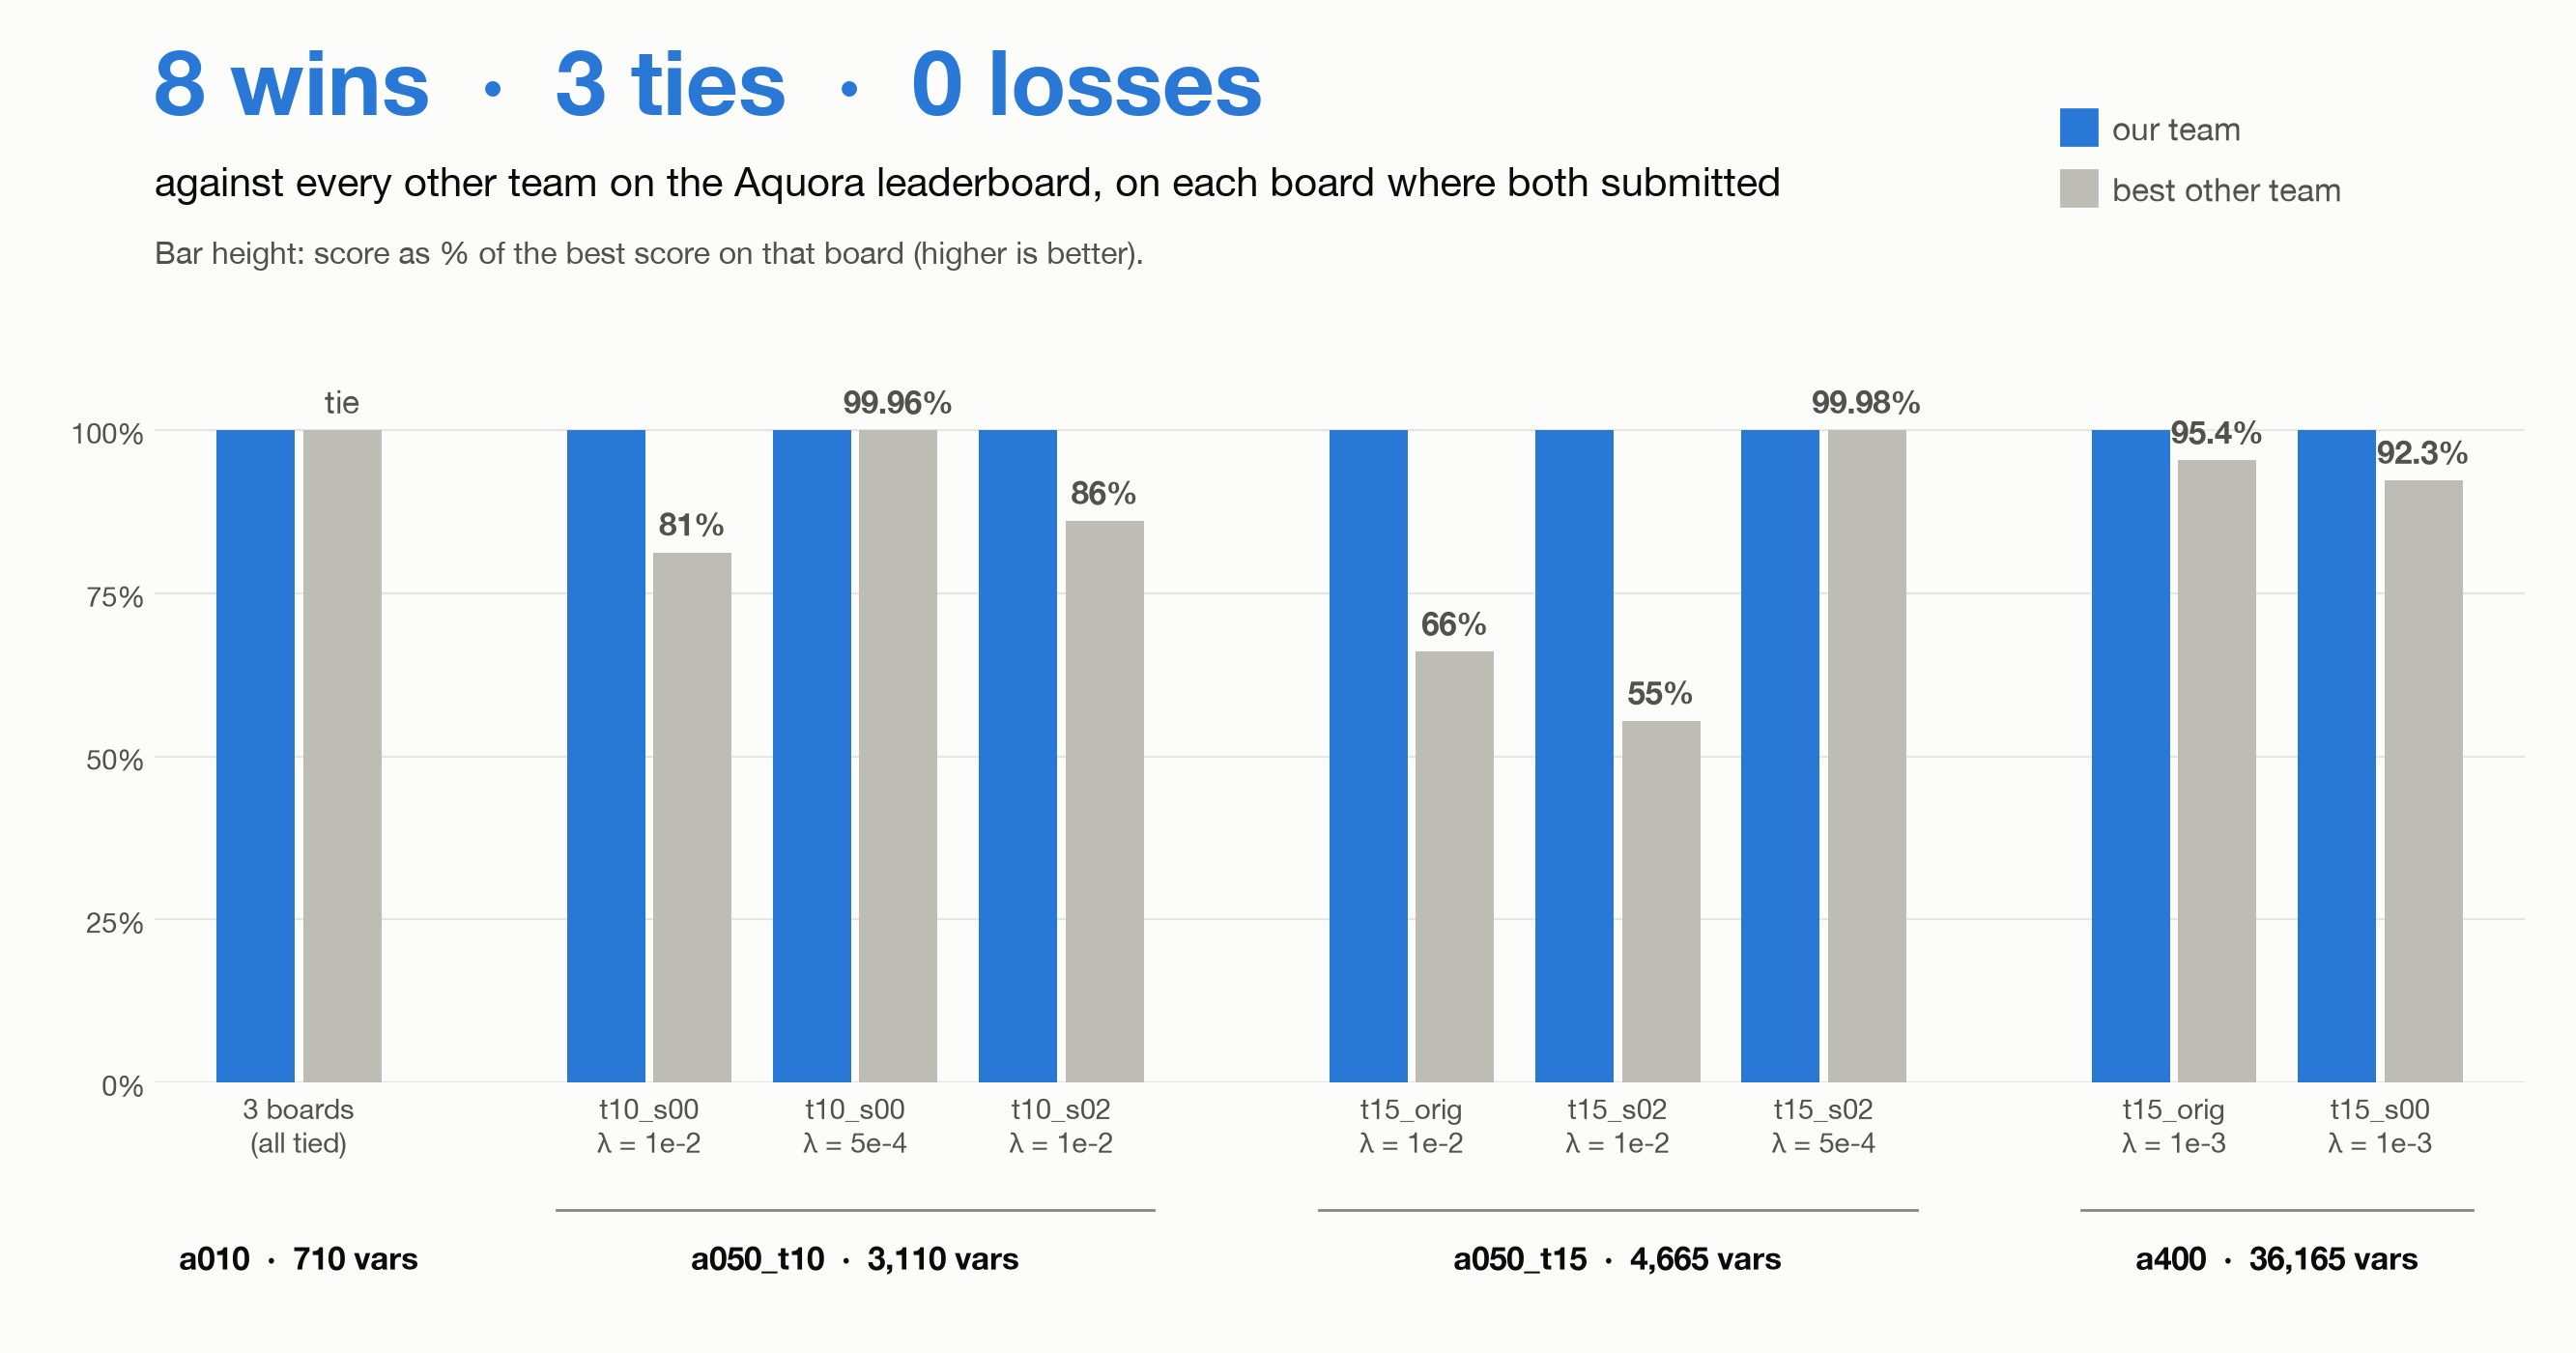 8 wins · 3 ties · 0 losses
against every other team on the Aquora leaderboard, on each board where both submitted
Bar height: score as % of the best score on that board (higher is better).
our team
best other team
tie
99.96%
99.98%
95.4%
92.3%
86%
81%
66%
55%
100%
75%
50%
25%
0%
3 boards
(all tied)
t10_s00
λ = 1e-2
t10_s00
λ = 5e-4
t10_s02
λ = 1e-2
t15_orig
λ = 1e-2
t15_s02
λ = 1e-2
t15_s02
λ = 5e-4
t15_orig
λ = 1e-3
t15_s00
λ = 1e-3
a010 · 710 vars
a050_t10 · 3,110 vars
a050_t15 · 4,665 vars
a400 · 36,165 vars